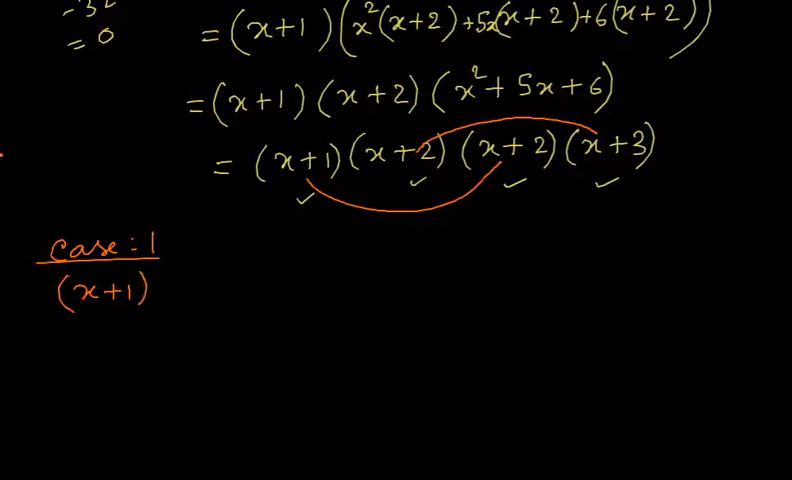 -32
= 0
= (x+1)(x²(x+2)+5x(x+2)+6(x+2))
= (x+1) (x+2) (x²+ 5x+6)
= (x+1)(x+2) (x+2)(x+3)
case: 1
(x+1)